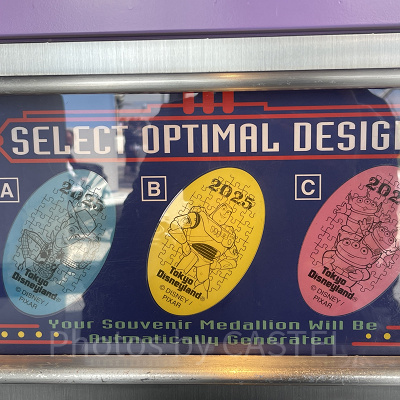 SELECT OPTIMAL DESIG
A
B
C
2025
Tokyo
Disneyland®
© DISNEY/
PIXAR
2025
Tokyo
Disneyland®
© DISNEY/
PIXAR
202
Tokyo
Disneyland®
© DISNEY/
PIXAR
Your Souvenir Medallion Will Be
Automatically Generated
Photos by CASTEL